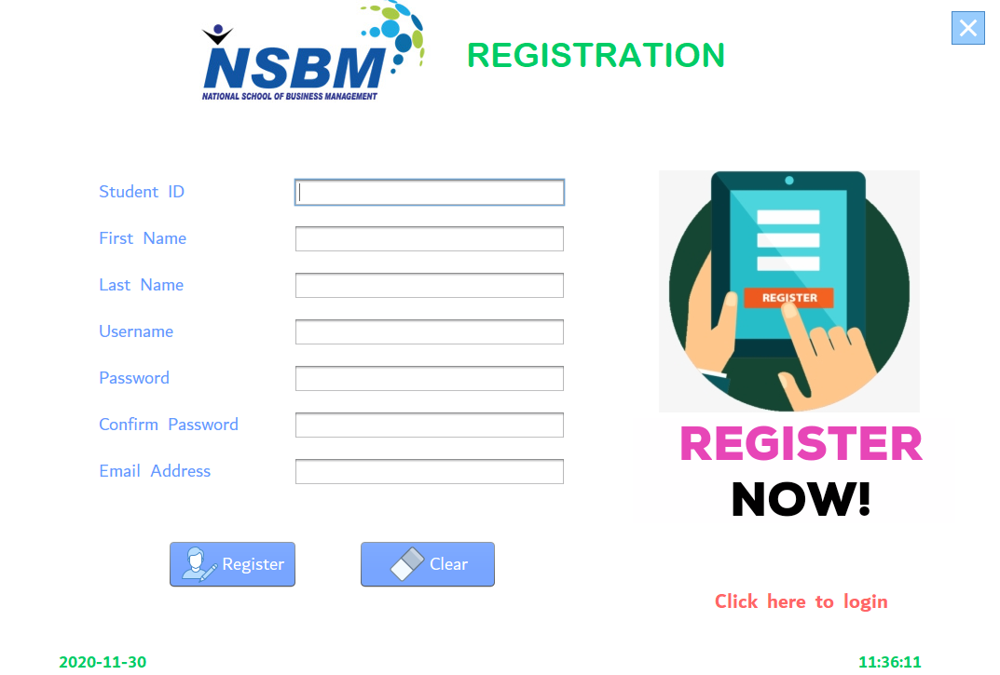 NSBM
NATIONAL SCHOOL OF BUSINESS MANAGEMENT
REGISTRATION
Student ID
First Name
Last Name
Username
Password
Confirm Password
Email Address
Register
Clear
REGISTER
REGISTER
NOW!
Click here to login
2020-11-30
11:36:11